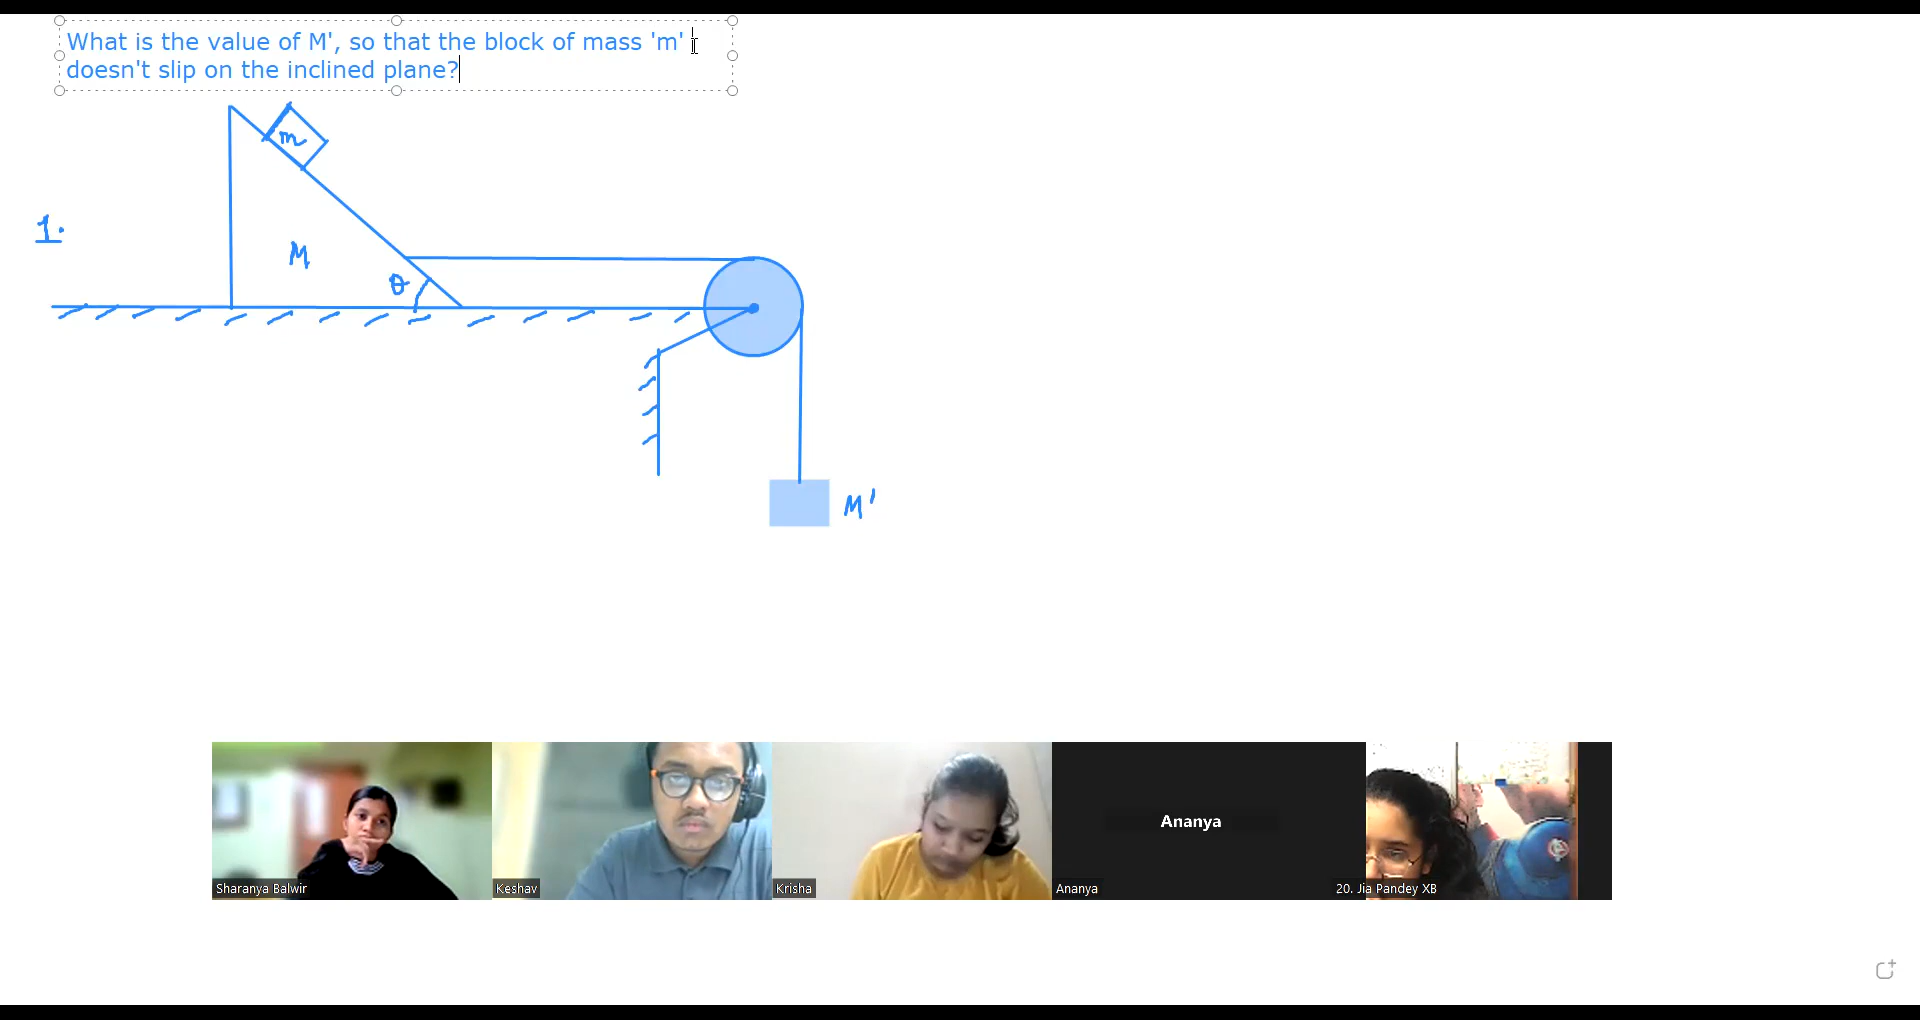 What is the value of M', so that the block of mass 'm'
doesn't slip on the inclined plane?
m
1.
M
θ
M'
Ananya
Sharanya Balwir
Keshav
Krisha
Ananya
20. Jia Pandey XB